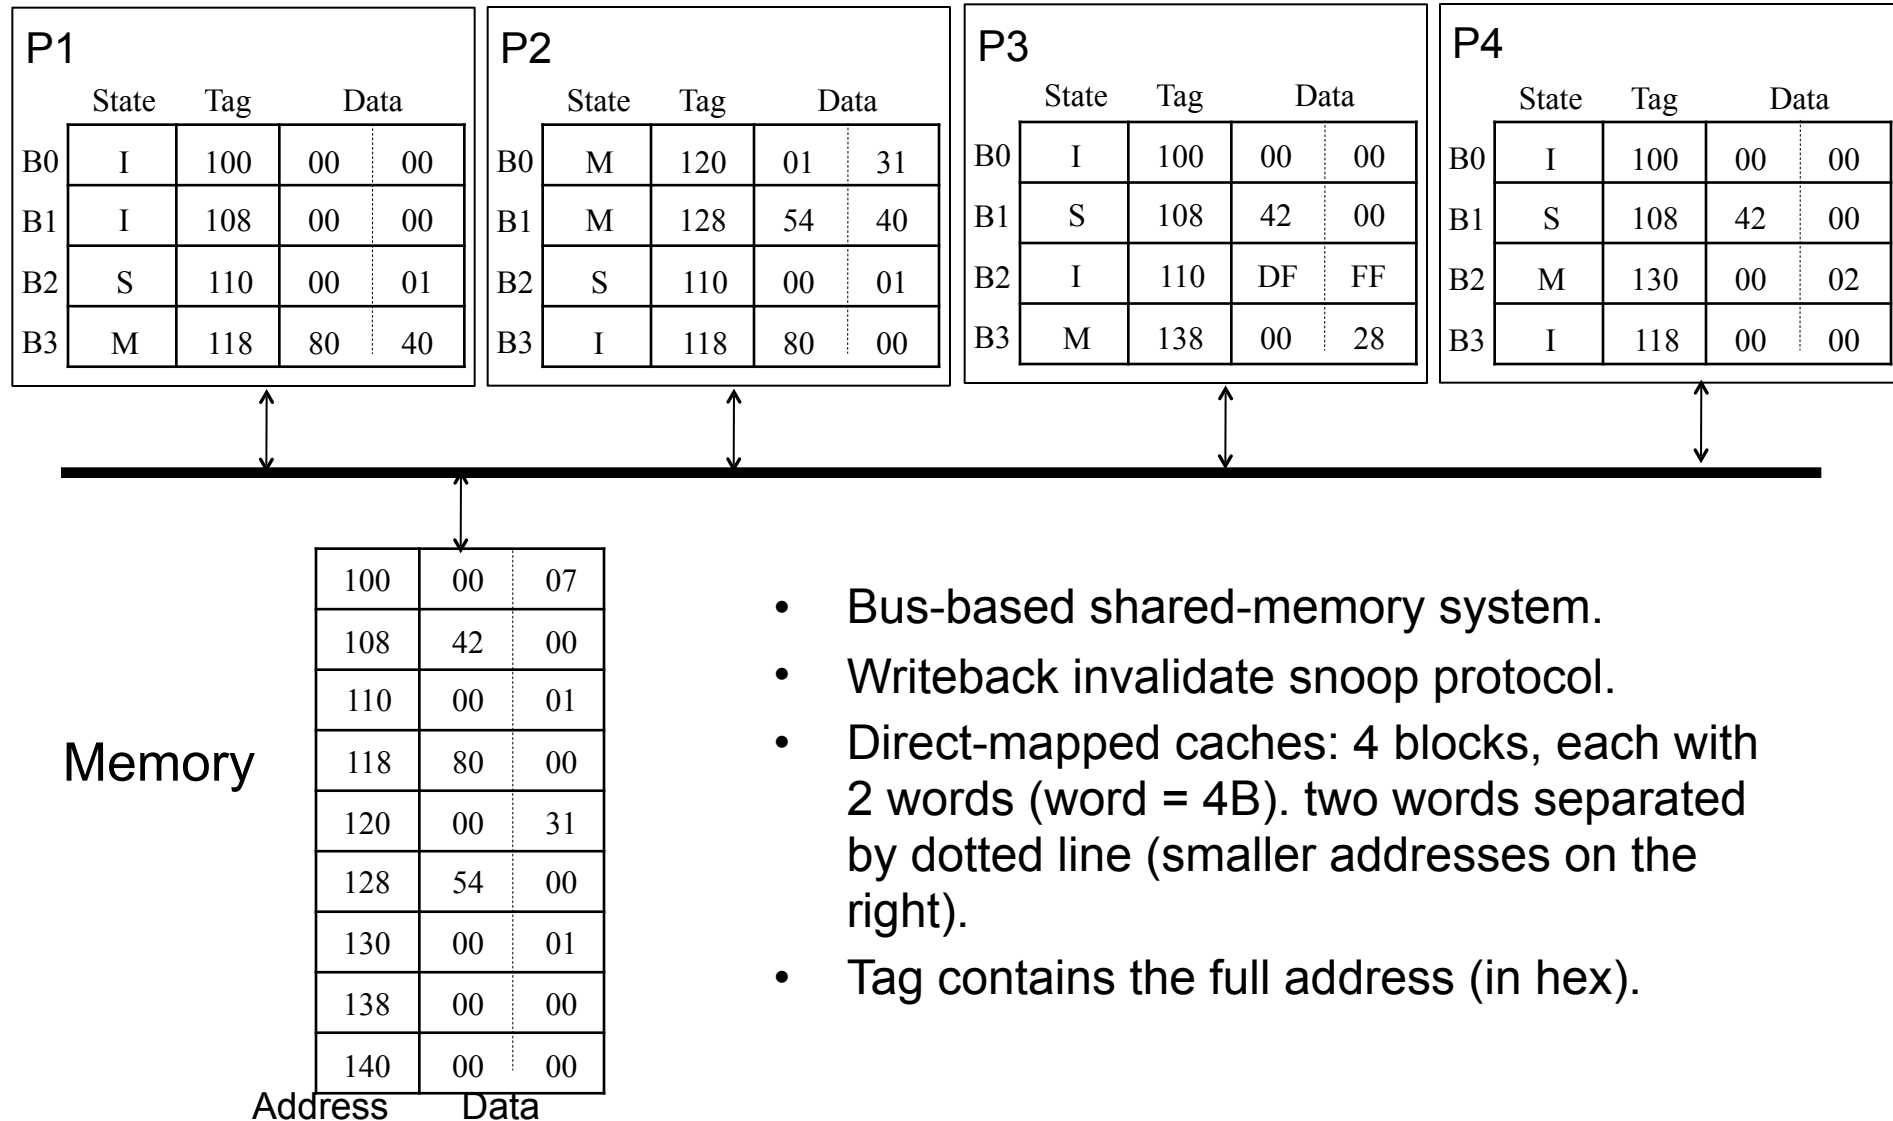 P1
State Tag Data
B0 I 100 00 00
B1 I 108 00 00
B2 S 110 00 01
B3 M 118 80 40
P2
State Tag Data
B0 M 120 01 31
B1 M 128 54 40
B2 S 110 00 01
B3 I 118 80 00
P3
State Tag Data
B0 I 100 00 00
B1 S 108 42 00
B2 I 110 DF FF
B3 M 138 00 28
P4
State Tag Data
B0 I 100 00 00
B1 S 108 42 00
B2 M 130 00 02
B3 I 118 00 00
Memory
100 00 07
108 42 00
110 00 01
118 80 00
120 00 31
128 54 00
130 00 01
138 00 00
140 00 00
Address Data
• Bus-based shared-memory system.
• Writeback invalidate snoop protocol.
• Direct-mapped caches: 4 blocks, each with
2 words (word = 4B). two words separated
by dotted line (smaller addresses on the
right).
• Tag contains the full address (in hex).